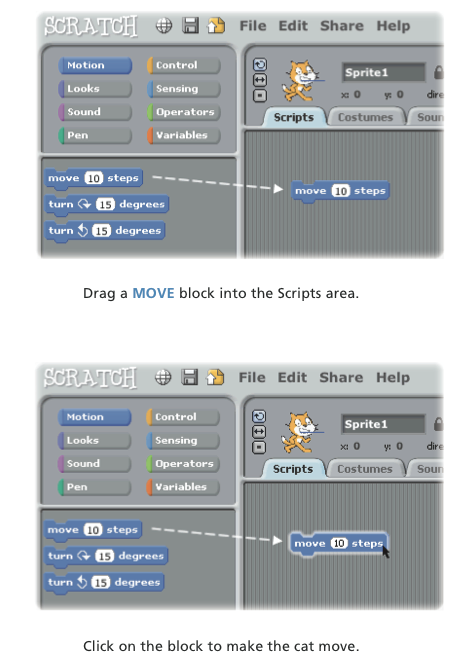 SCRATCH File Edit Share Help
Motion Control
Looks Sensing
Sound Operators
Pen Variables
Sprite1
x: 0 y: 0 dire
Scripts Costumes Soun
move 10 steps
turn 15 degrees
turn 15 degrees
move 10 steps
Drag a MOVE block into the Scripts area.
SCRATCH File Edit Share Help
Motion Control
Looks Sensing
Sound Operators
Pen Variables
Sprite1
x: 0 y: 0 dire
Scripts Costumes Soun
move 10 steps
turn 15 degrees
turn 15 degrees
move 10 steps
Click on the block to make the cat move.